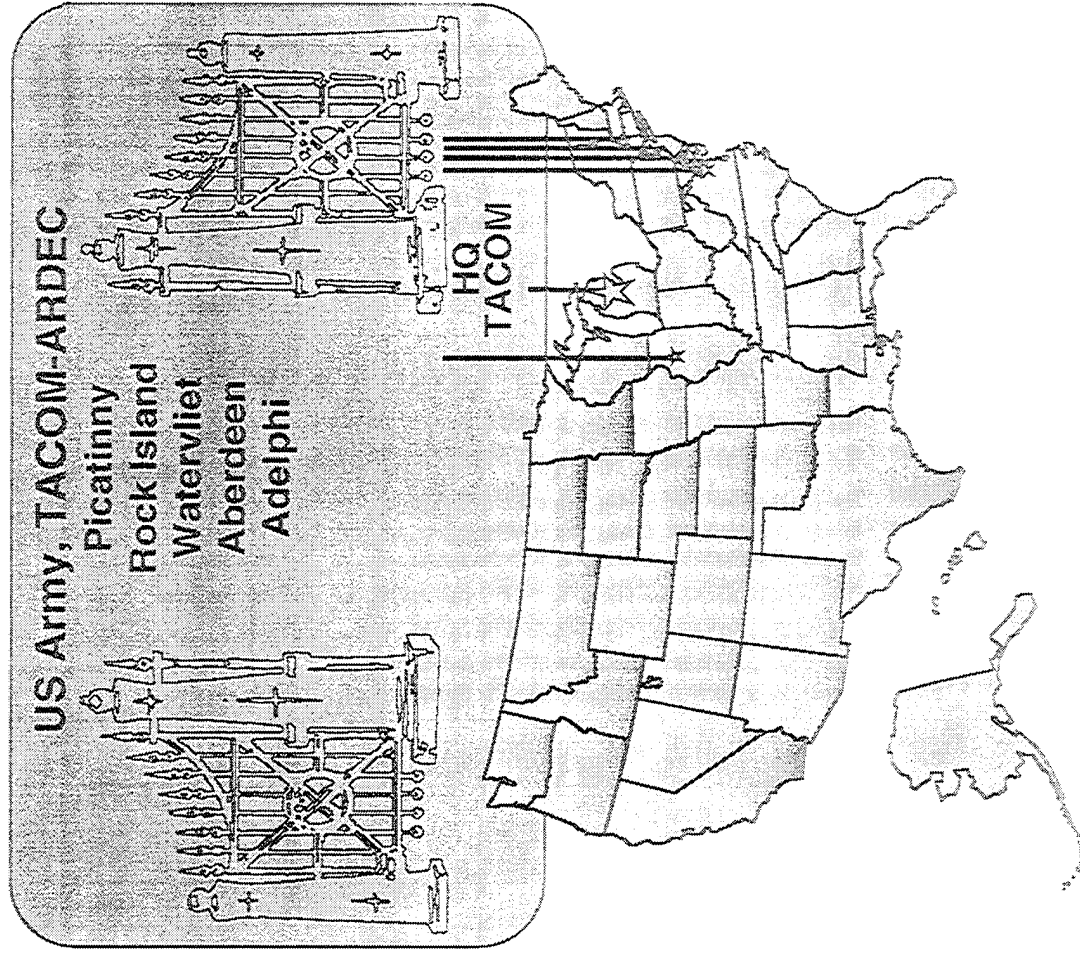 US Army, TACOM-ARDEC
Picatinny
Rock Island
Watervliet
Aberdeen
Adelphi
HQ
TACOM